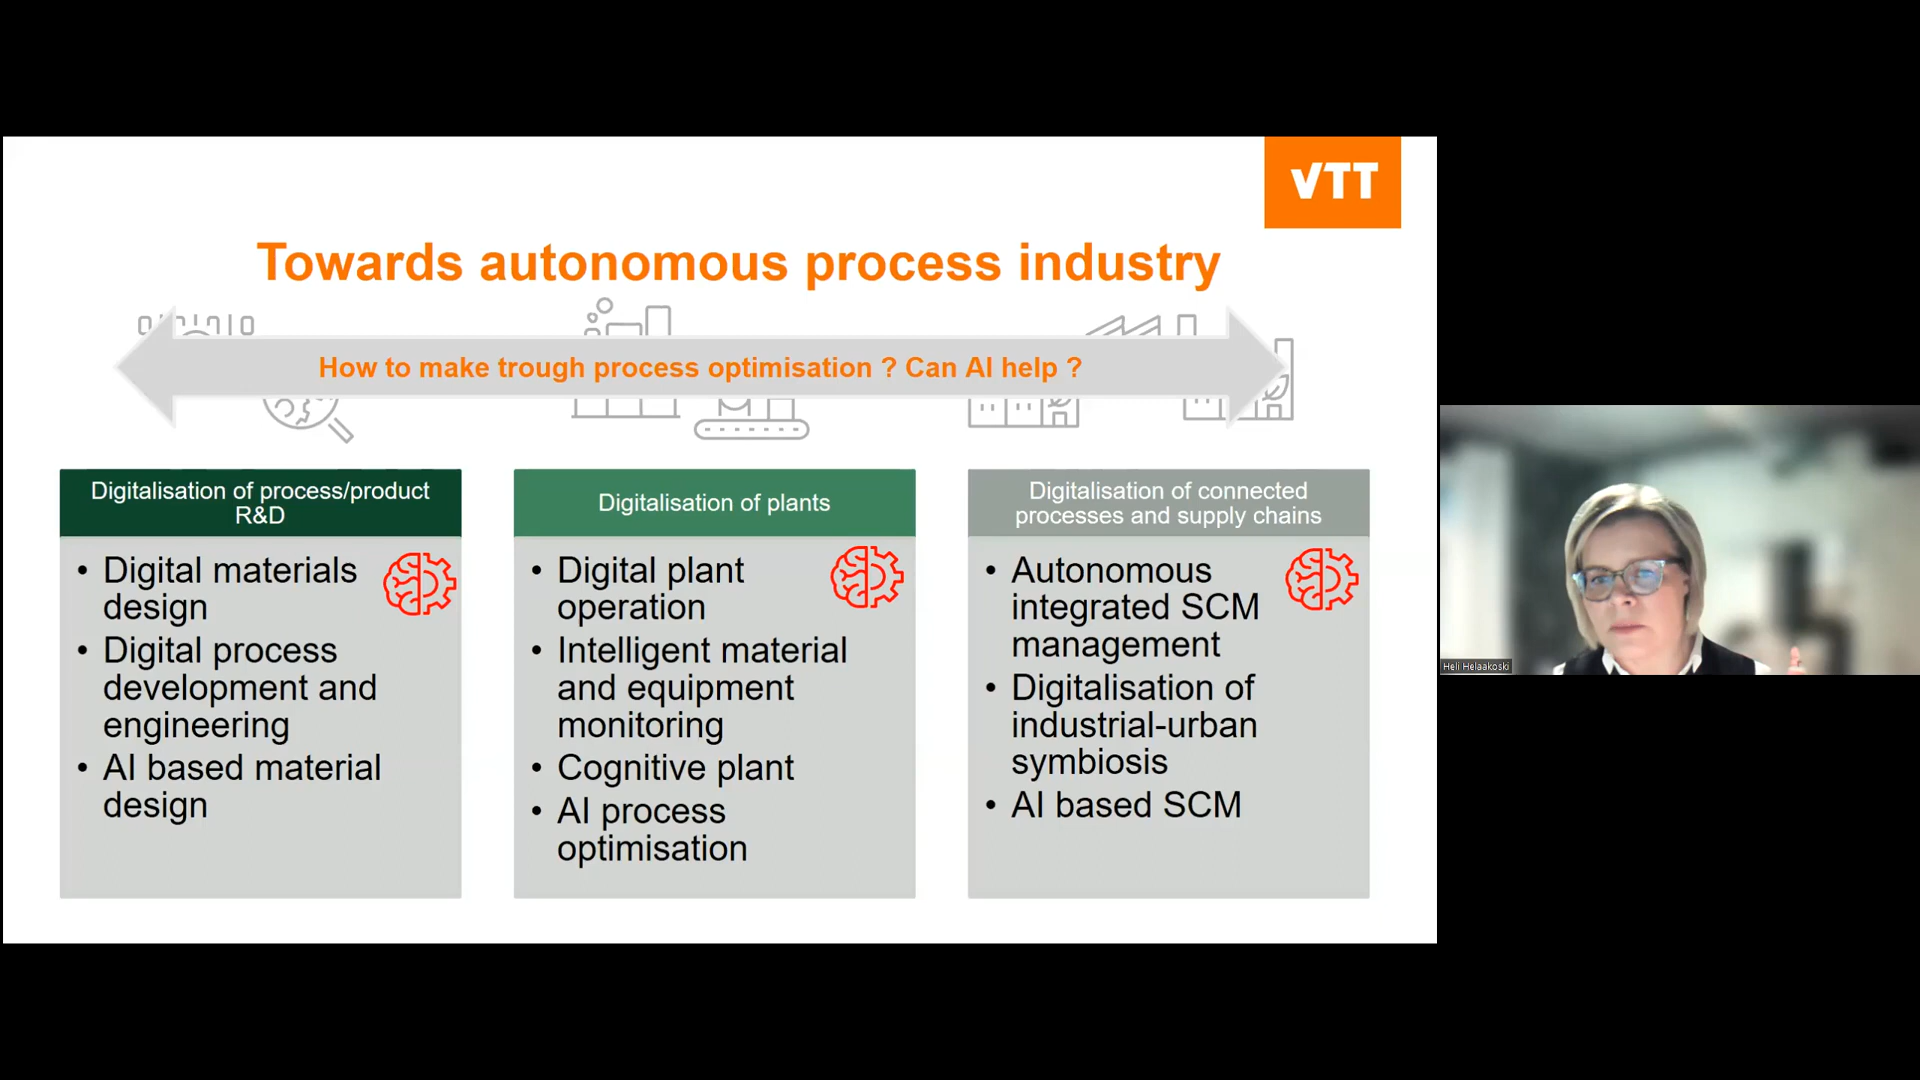 VTT
Towards autonomous process industry
How to make trough process optimisation ? Can AI help ?
Digitalisation of process/product
R&D
• Digital materials
design
• Digital process
development and
engineering
• AI based material
design
Digitalisation of plants
• Digital plant
operation
• Intelligent material
and equipment
monitoring
• Cognitive plant
• AI process
optimisation
Digitalisation of connected
processes and supply chains
• Autonomous
integrated SCM
management
• Digitalisation of
industrial-urban
symbiosis
• AI based SCM
Heli Helaakoski